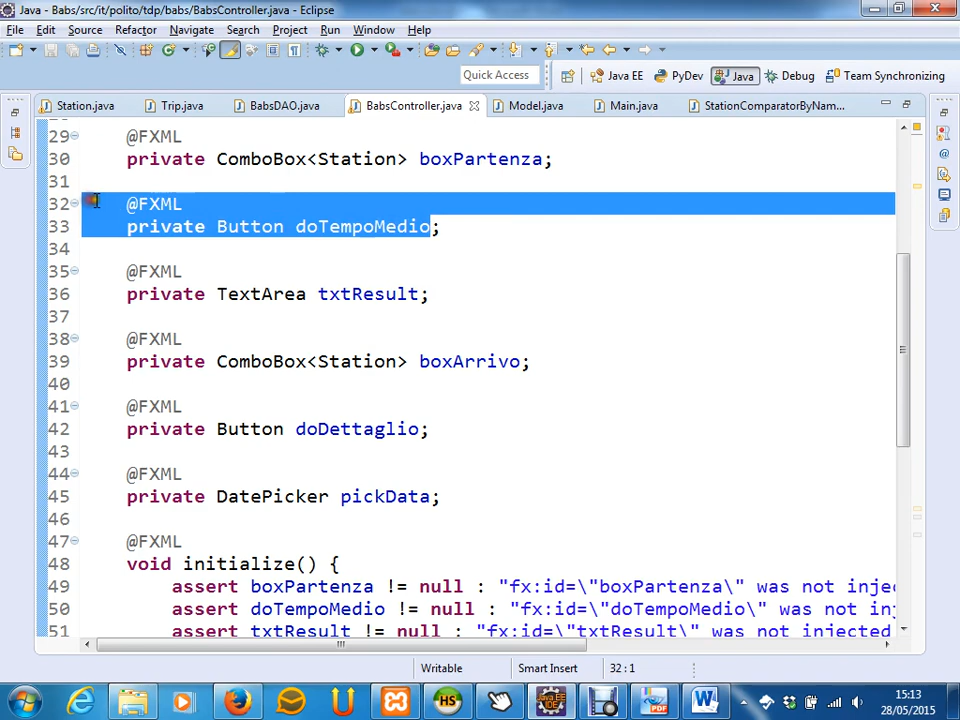 Java - Babs/src/it/polito/tdp/babs/BabsController.java - Eclipse
File Edit Source Refactor Navigate Search Project Run Window Help
Quick Access Java EE PyDev Java Debug Team Synchronizing
Station.java Trip.java BabsDAO.java BabsController.java Model.java Main.java StationComparatorByNam...
29 @FXML
30 private ComboBox<Station> boxPartenza;
31
32 @FXML
33 private Button doTempoMedio;
34
35 @FXML
36 private TextArea txtResult;
37
38 @FXML
39 private ComboBox<Station> boxArrivo;
40
41 @FXML
42 private Button doDettaglio;
43
44 @FXML
45 private DatePicker pickData;
46
47 @FXML
48 void initialize() {
49 assert boxPartenza != null : "fx:id=\"boxPartenza\" was not injec
50 assert doTempoMedio != null : "fx:id=\"doTempoMedio\" was not inj
51 assert txtResult != null : "fx:id=\"txtResult\" was not injected
Writable Smart Insert 32 : 1
15:13
28/05/2015